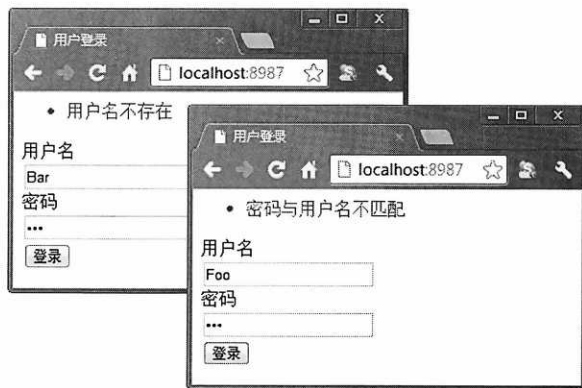 用户登录
localhost:8987
• 用户名不存在
用户名
Bar
密码
•••
登录
用户登录
localhost:8987
• 密码与用户名不匹配
用户名
Foo
密码
•••
登录